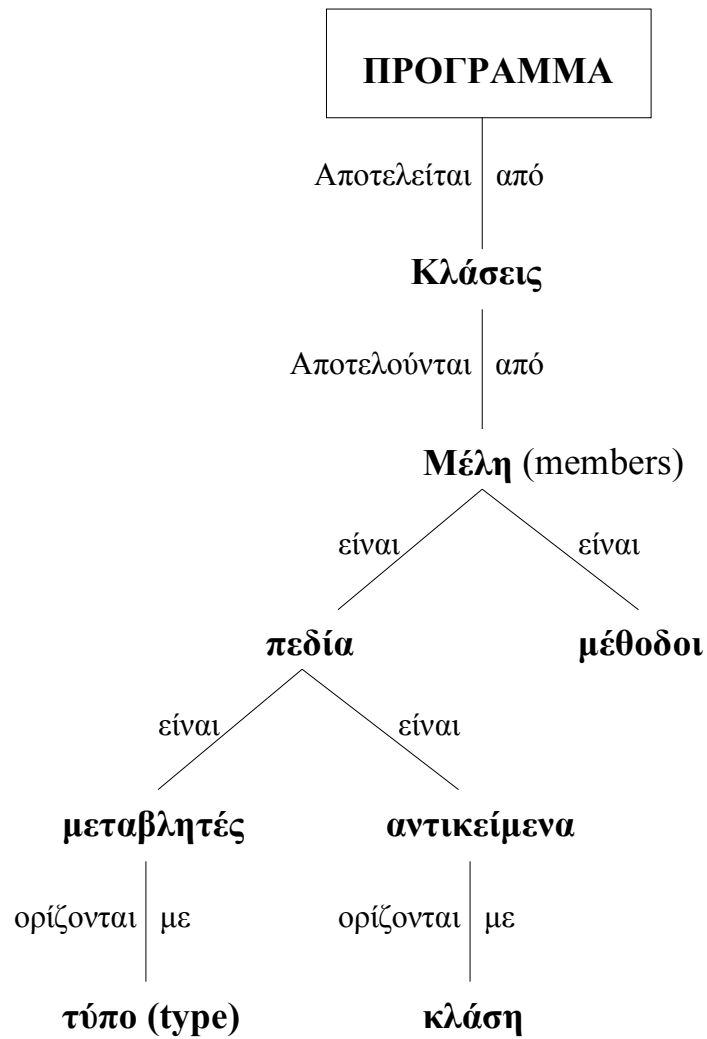 ΠΡΟΓΡΑΜΜΑ
Αποτελείται από
Κλάσεις
Αποτελούνται από
Μέλη (members)
είναι είναι
πεδία μέθοδοι
είναι είναι
μεταβλητές αντικείμενα
ορίζονται με ορίζονται με
τύπο (type) κλάση